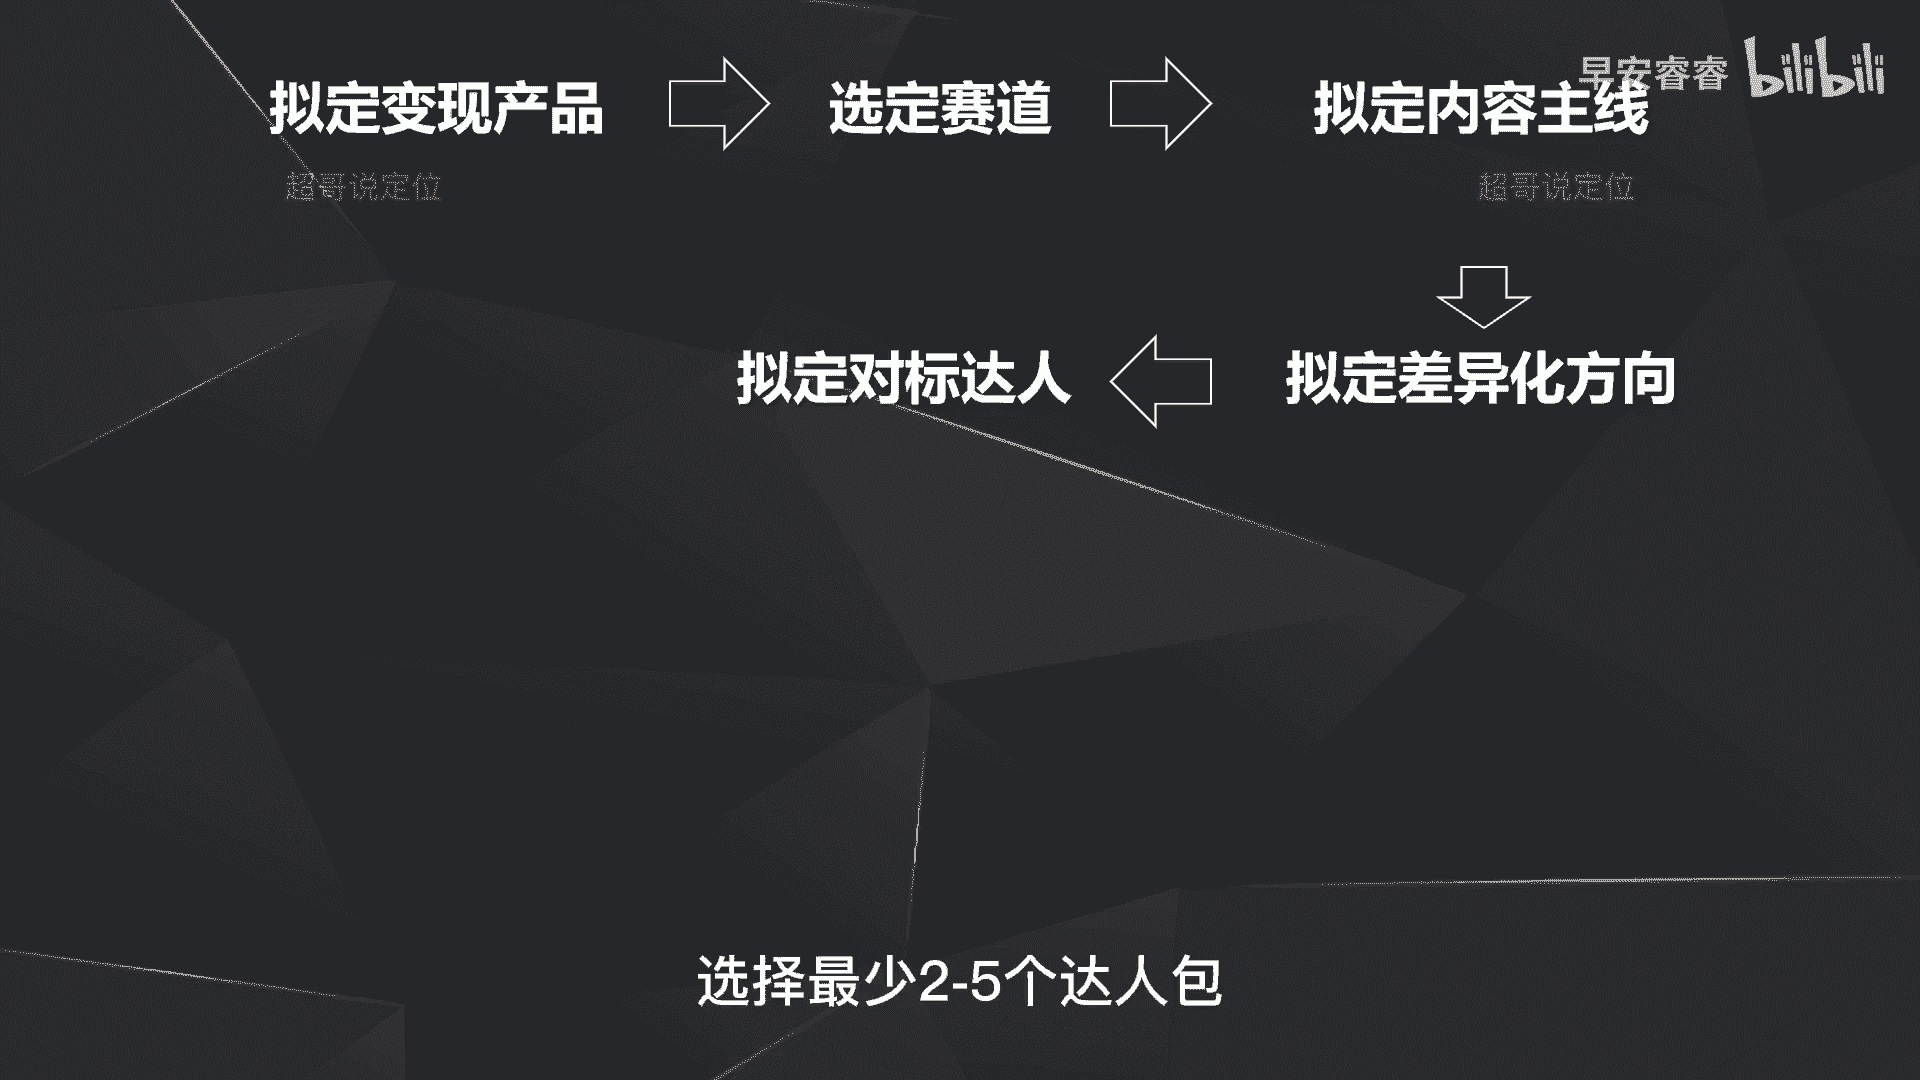 早安睿睿 bilibili
拟定变现产品 选定赛道 拟定内容主线
超哥说定位 超哥说定位
拟定对标达人 拟定差异化方向
选择最少2-5个达人包